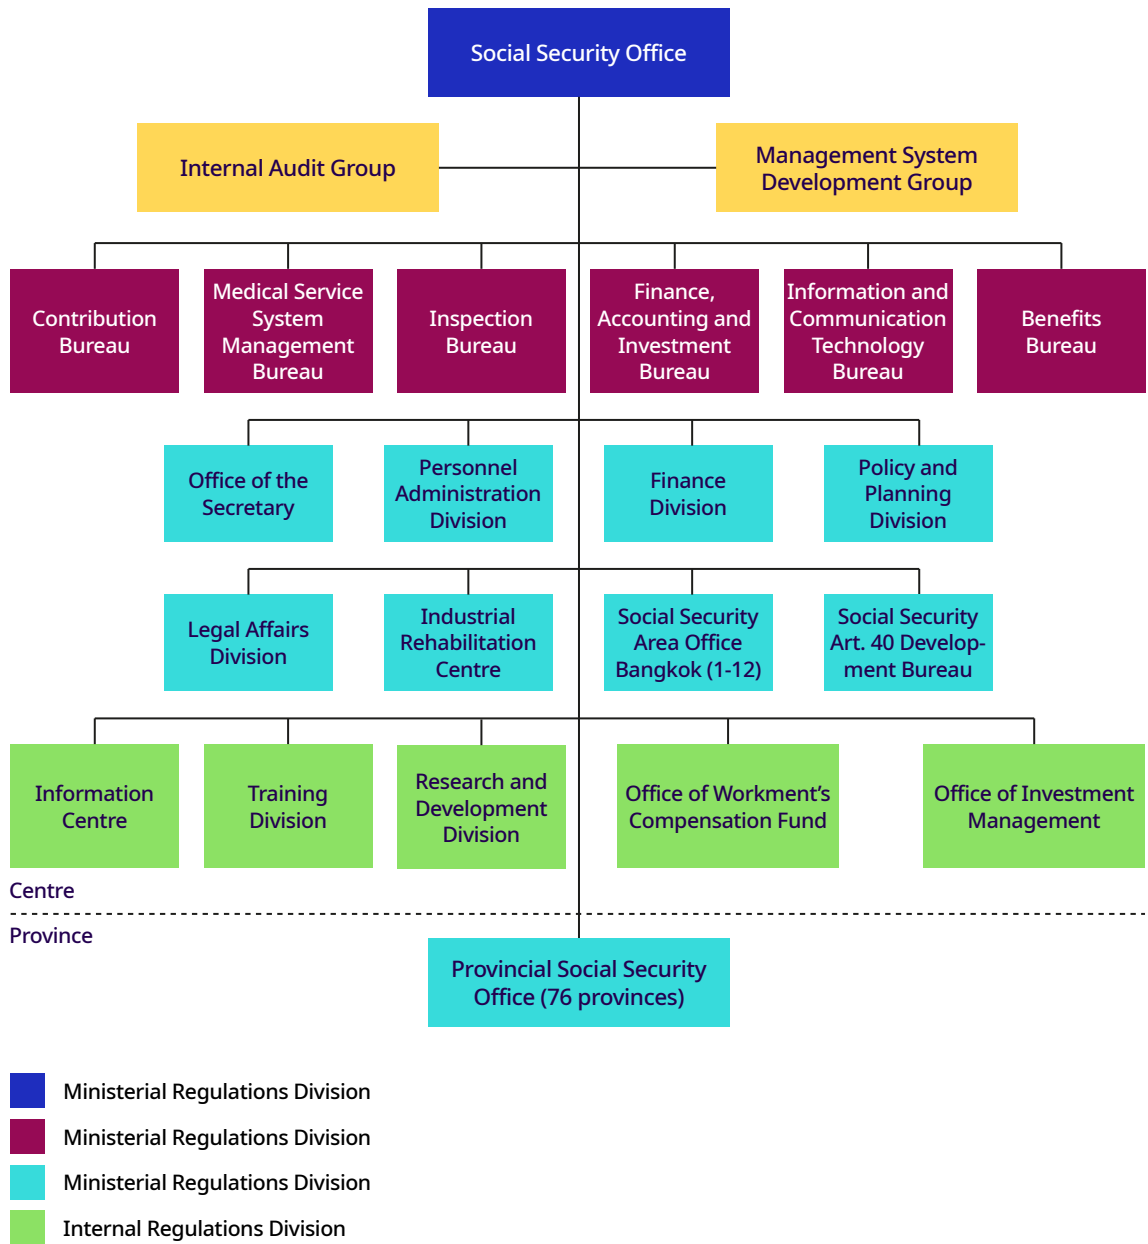 Social Security Office
Internal Audit Group
Management System
Development Group
Contribution
Bureau
Medical Service
System
Management
Bureau
Inspection
Bureau
Finance,
Accounting and
Investment
Bureau
Information and
Communication
Technology
Bureau
Benefits
Bureau
Office of the
Secretary
Personnel
Administration
Division
Finance
Division
Policy and
Planning
Division
Legal Affairs
Division
Industrial
Rehabilitation
Centre
Social Security
Area Office
Bangkok (1-12)
Social Security
Art. 40 Develop-
ment Bureau
Information
Centre
Training
Division
Research and
Development
Division
Office of Workment’s
Compensation Fund
Office of Investment
Management
Centre
Province
Provincial Social Security
Office (76 provinces)
Ministerial Regulations Division
Ministerial Regulations Division
Ministerial Regulations Division
Internal Regulations Division